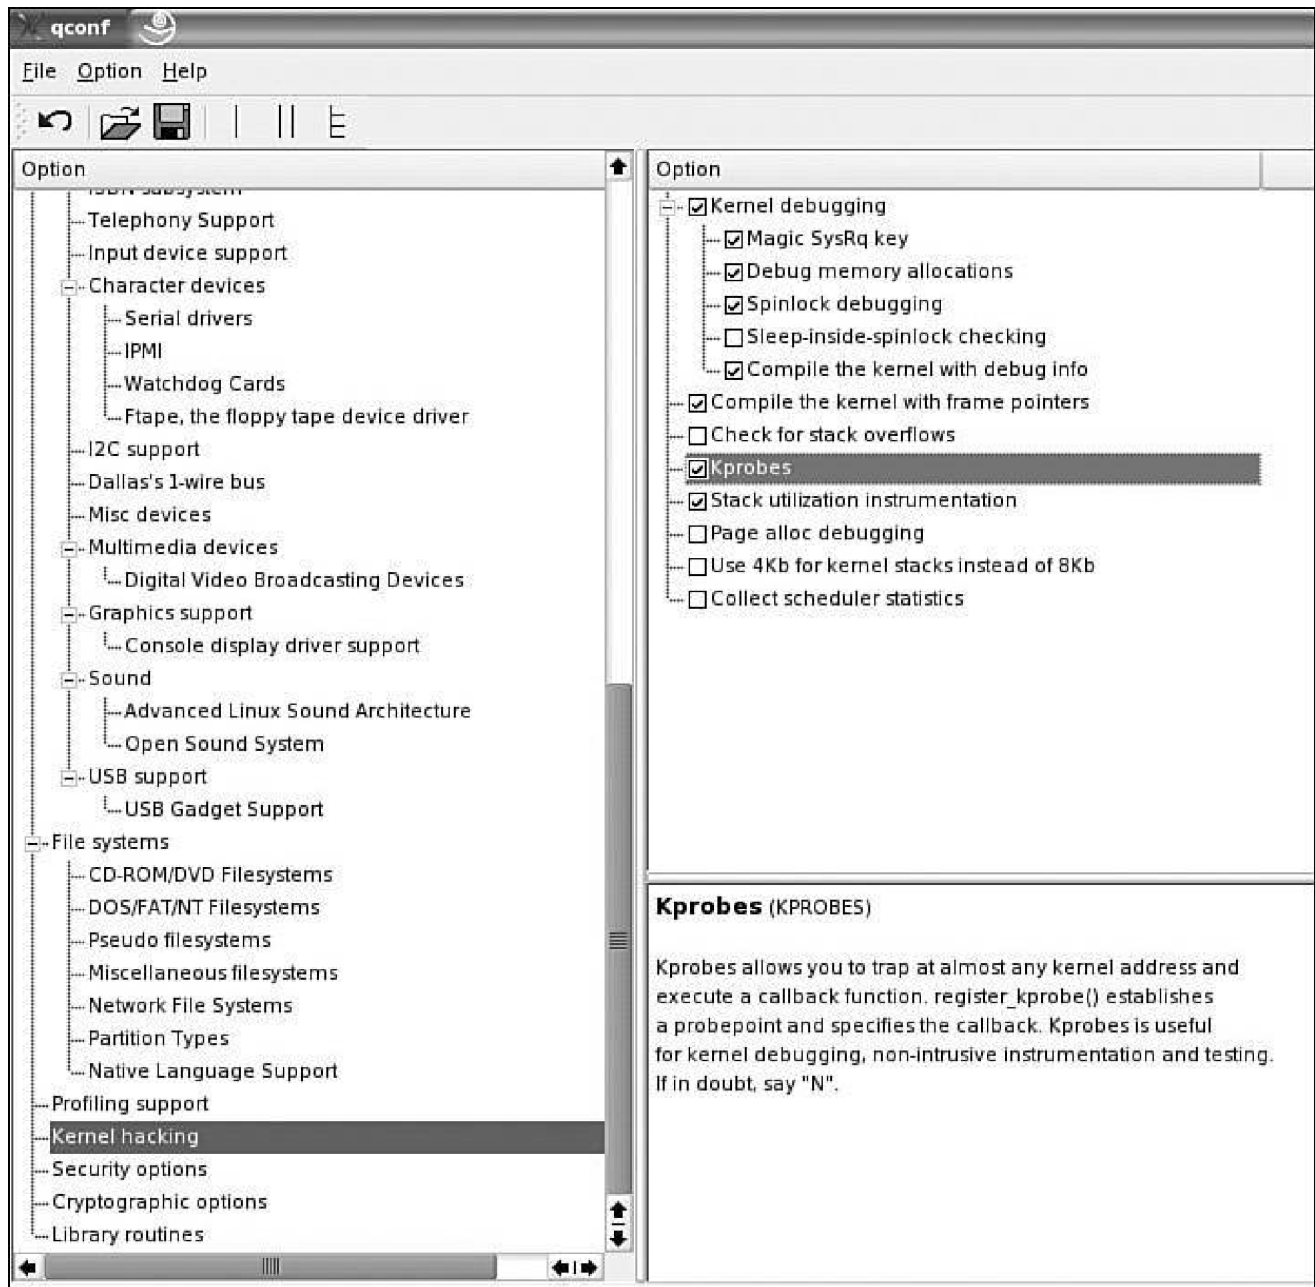 qconf
File Option Help
Option
Telephony Support
Input device support
Character devices
Serial drivers
IPMI
Watchdog Cards
Ftape, the floppy tape device driver
I2C support
Dallas's 1-wire bus
Misc devices
Multimedia devices
Digital Video Broadcasting Devices
Graphics support
Console display driver support
Sound
Advanced Linux Sound Architecture
Open Sound System
USB support
USB Gadget Support
File systems
CD-ROM/DVD Filesystems
DOS/FAT/NT Filesystems
Pseudo filesystems
Miscellaneous filesystems
Network File Systems
Partition Types
Native Language Support
Profiling support
Kernel hacking
Security options
Cryptographic options
Library routines
Option
Kernel debugging
Magic SysRq key
Debug memory allocations
Spinlock debugging
Sleep-inside-spinlock checking
Compile the kernel with debug info
Compile the kernel with frame pointers
Check for stack overflows
Kprobes
Stack utilization instrumentation
Page alloc debugging
Use 4Kb for kernel stacks instead of 8Kb
Collect scheduler statistics
Kprobes (KPROBES)
Kprobes allows you to trap at almost any kernel address and
execute a callback function. register_kprobe() establishes
a probepoint and specifies the callback. Kprobes is useful
for kernel debugging, non-intrusive instrumentation and testing.
If in doubt, say "N".